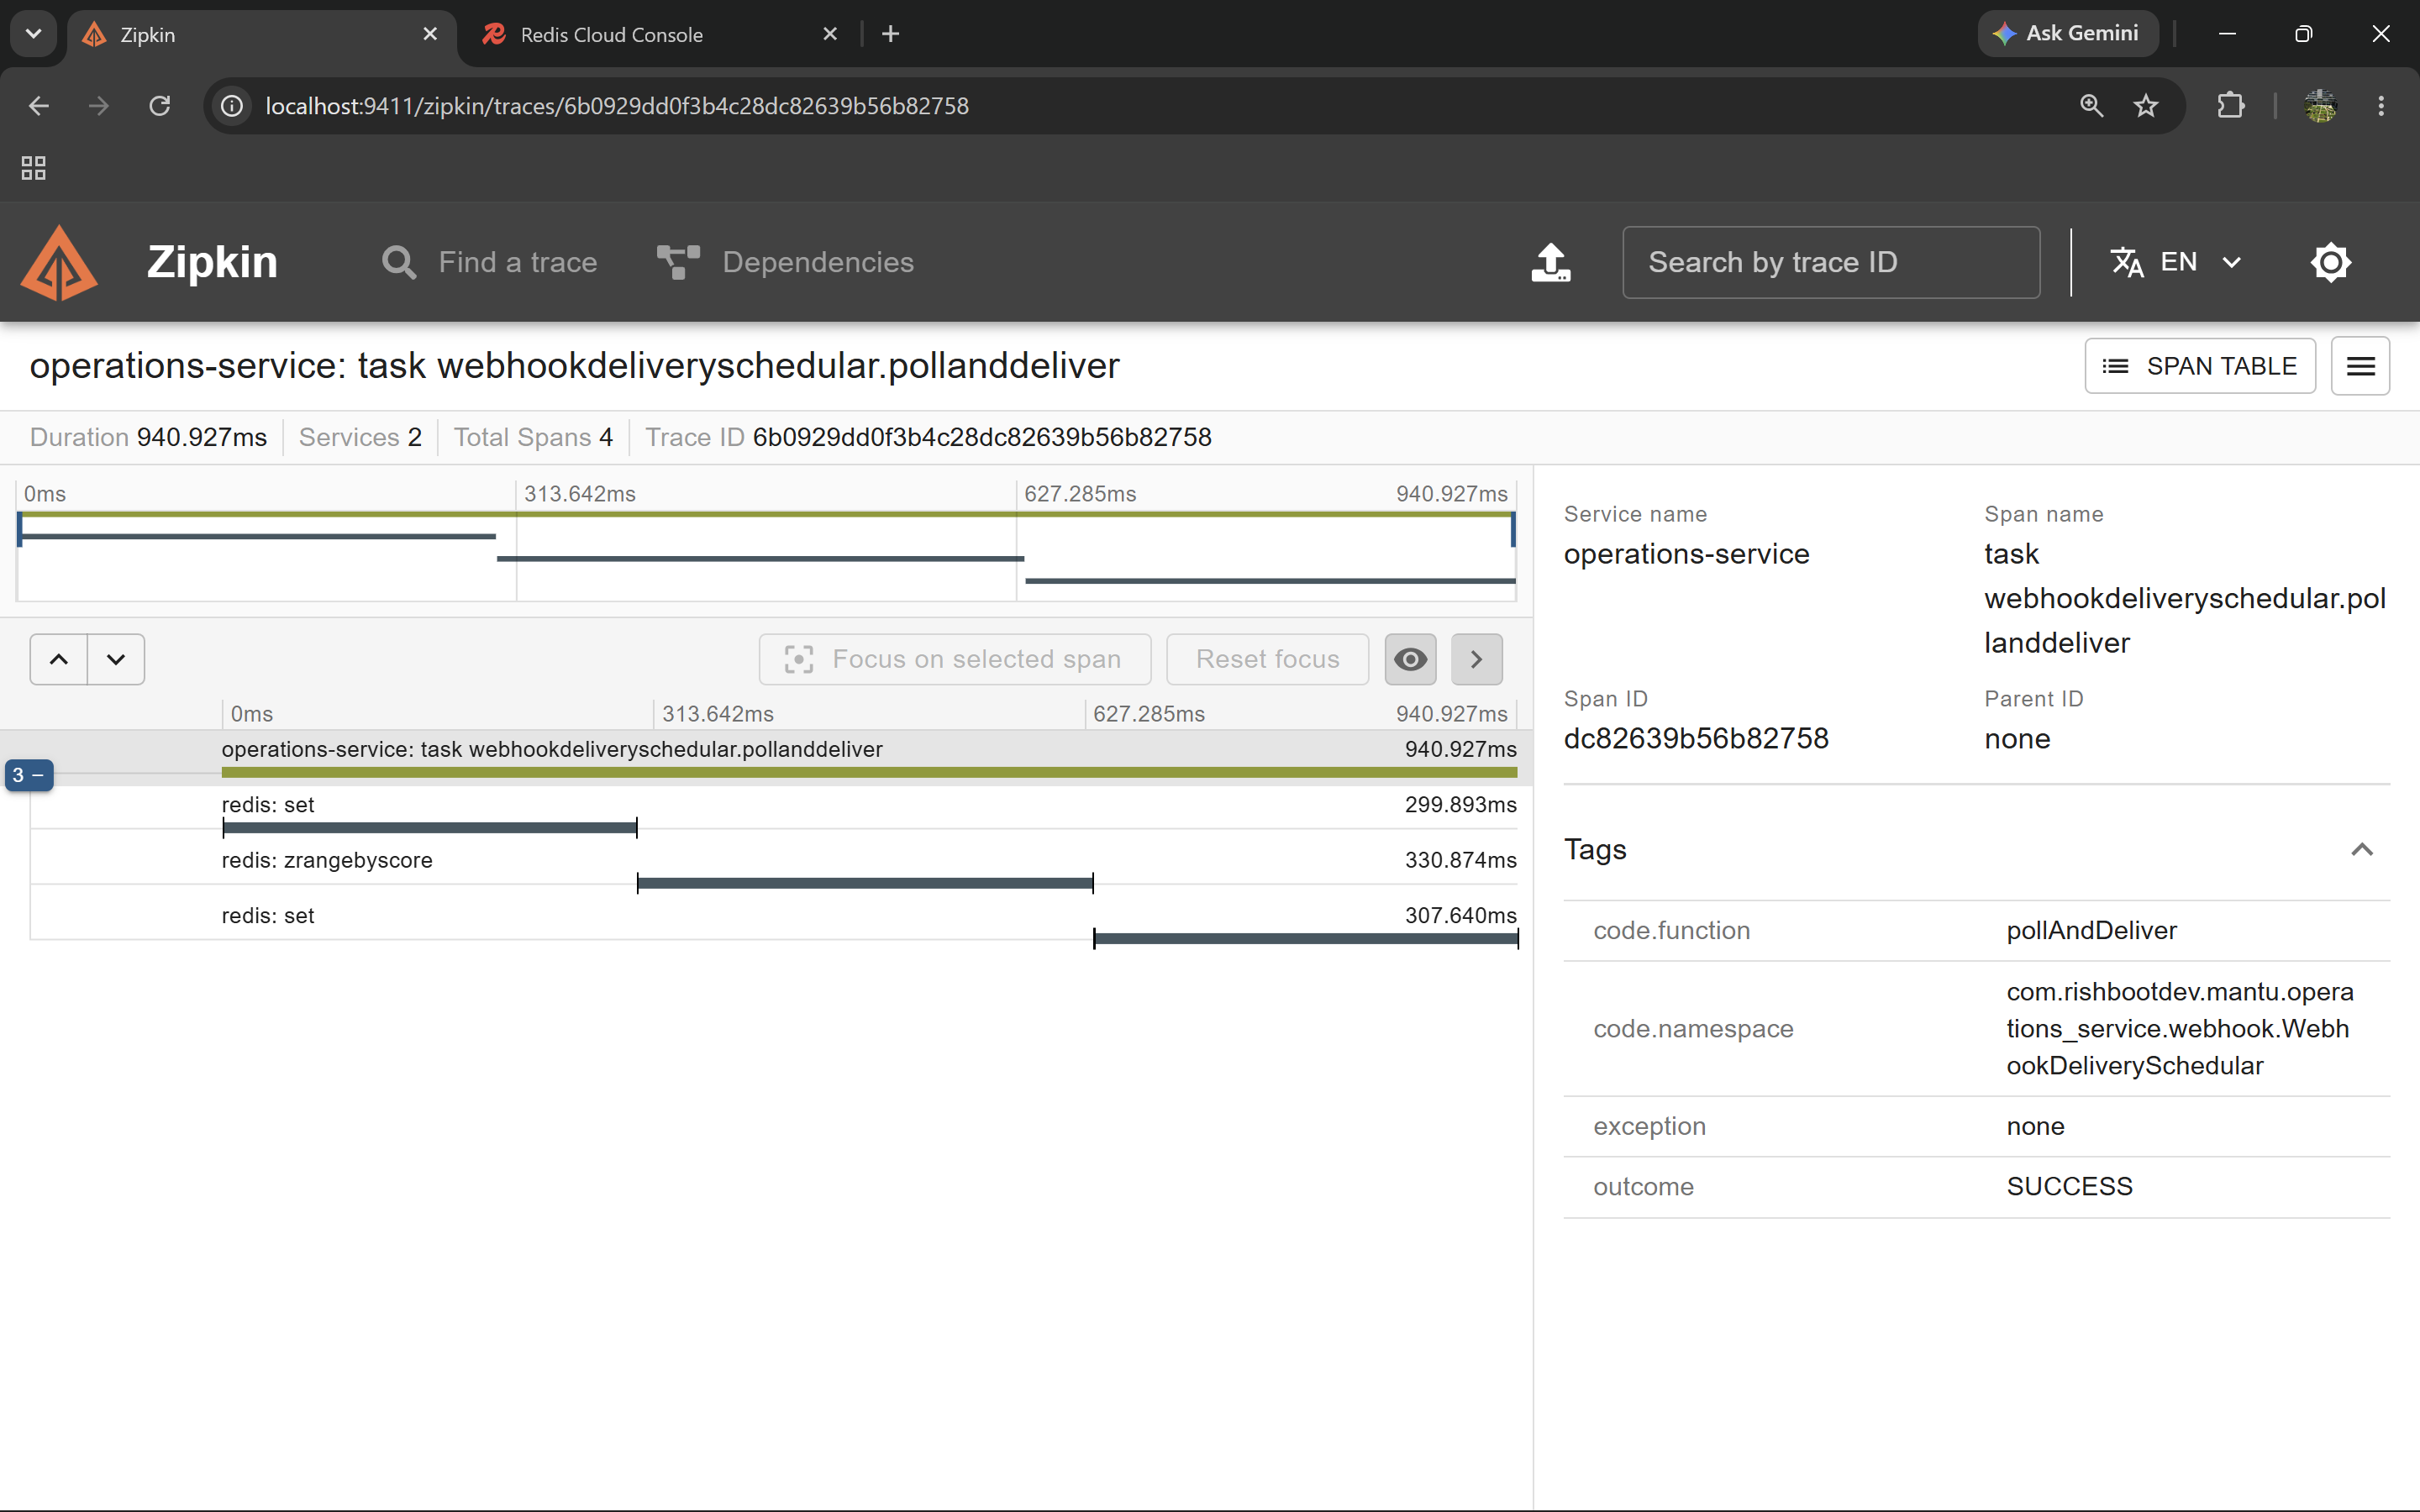 Zipkin
Redis Cloud Console
Ask Gemini
localhost:9411/zipkin/traces/6b0929dd0f3b4c28dc82639b56b82758
Zipkin
Find a trace
Dependencies
Search by trace ID
EN
operations-service: task webhookdeliveryschedular.pollanddeliver
SPAN TABLE
Duration 940.927ms Services 2 Total Spans 4 Trace ID 6b0929dd0f3b4c28dc82639b56b82758
0ms 313.642ms 627.285ms 940.927ms
Focus on selected span
Reset focus
0ms 313.642ms 627.285ms 940.927ms
operations-service: task webhookdeliveryschedular.pollanddeliver 940.927ms
3 −
redis: set 299.893ms
redis: zrangebyscore 330.874ms
redis: set 307.640ms
Service name
operations-service
Span name
task
webhookdeliveryschedular.pol
landdeliver
Span ID
dc82639b56b82758
Parent ID
none
Tags
code.function pollAndDeliver
code.namespace
com.rishbootdev.mantu.opera
tions_service.webhook.Webh
ookDeliverySchedular
exception none
outcome SUCCESS